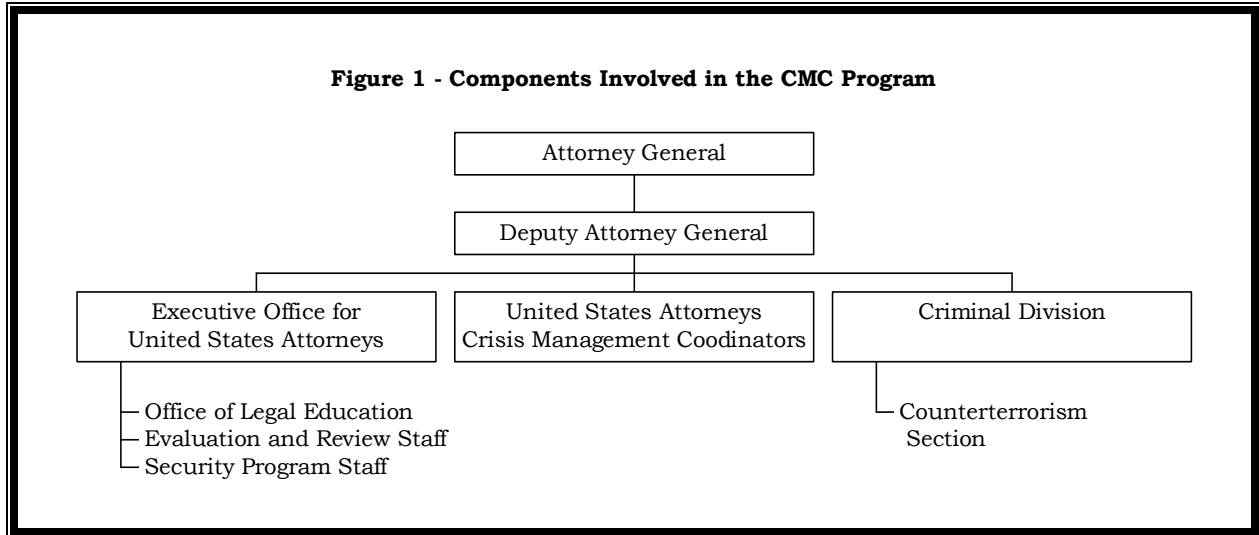 Figure 1 - Components Involved in the CMC Program
Attorney General
Deputy Attorney General
Executive Office for
United States Attorneys
United States Attorneys
Crisis Management Coodinators
Criminal Division
Office of Legal Education
Evaluation and Review Staff
Security Program Staff
Counterterrorism
Section